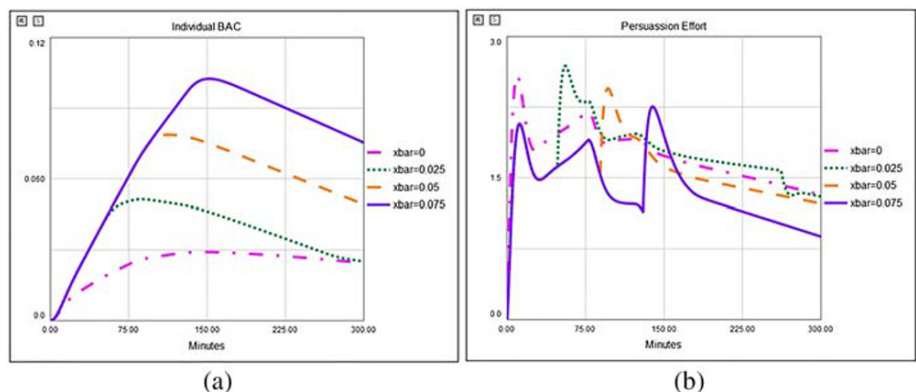 Individual BAC
0.12
0.060
0.0
0.00 75.00 150.00 225.00 300.00
Minutes
xbar=0
xbar=0.025
xbar=0.05
xbar=0.075
(a)
Persuassion Effort
3.0
1.5
0.0
0.00 75.00 150.00 225.00 300.00
Minutes
xbar=0
xbar=0.025
xbar=0.05
xbar=0.075
(b)